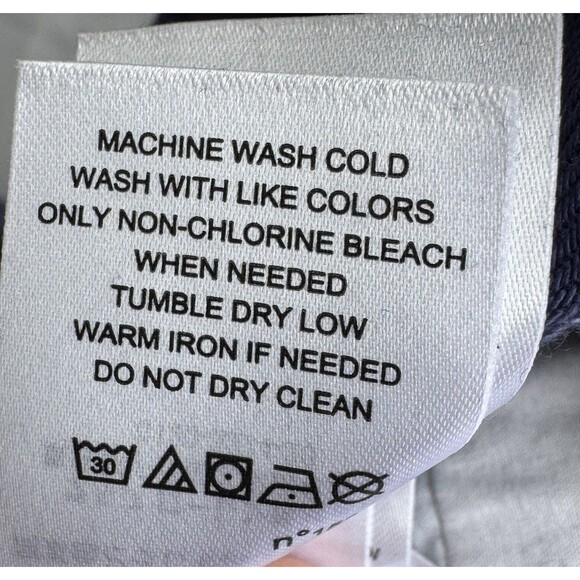 MACHINE WASH COLD
WASH WITH LIKE COLORS
ONLY NON-CHLORINE BLEACH
WHEN NEEDED
TUMBLE DRY LOW
WARM IRON IF NEEDED
DO NOT DRY CLEAN
30